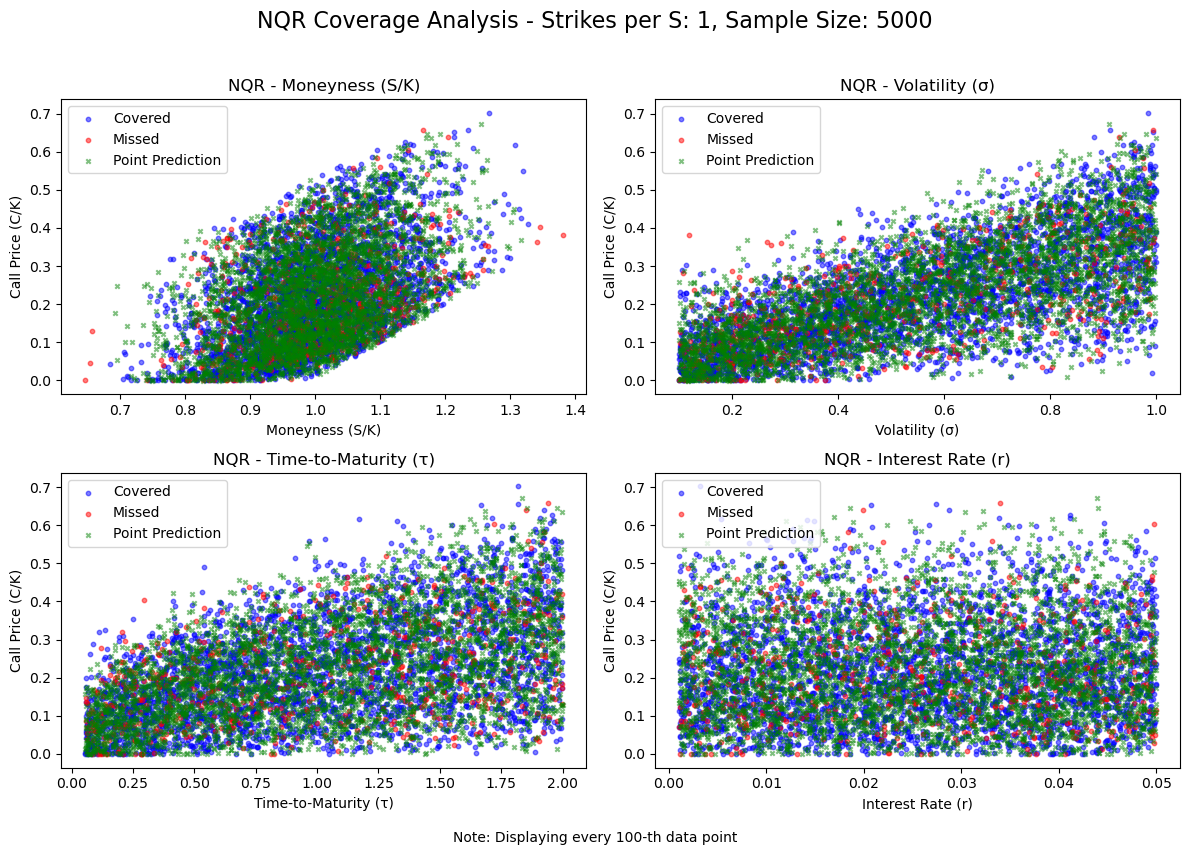 NQR Coverage Analysis - Strikes per S: 1, Sample Size: 5000
NQR - Moneyness (S/K)
Covered
Missed
Point Prediction
Call Price (C/K)
0.7
0.6
0.5
0.4
0.3
0.2
0.1
0.0
0.7 0.8 0.9 1.0 1.1 1.2 1.3 1.4
Moneyness (S/K)
NQR - Volatility (σ)
Covered
Missed
Point Prediction
Call Price (C/K)
0.7
0.6
0.5
0.4
0.3
0.2
0.1
0.0
0.2 0.4 0.6 0.8 1.0
Volatility (σ)
NQR - Time-to-Maturity (τ)
Covered
Missed
Point Prediction
Call Price (C/K)
0.7
0.6
0.5
0.4
0.3
0.2
0.1
0.0
0.00 0.25 0.50 0.75 1.00 1.25 1.50 1.75 2.00
Time-to-Maturity (τ)
NQR - Interest Rate (r)
Covered
Missed
Point Prediction
Call Price (C/K)
0.7
0.6
0.5
0.4
0.3
0.2
0.1
0.0
0.00 0.01 0.02 0.03 0.04 0.05
Interest Rate (r)
Note: Displaying every 100-th data point